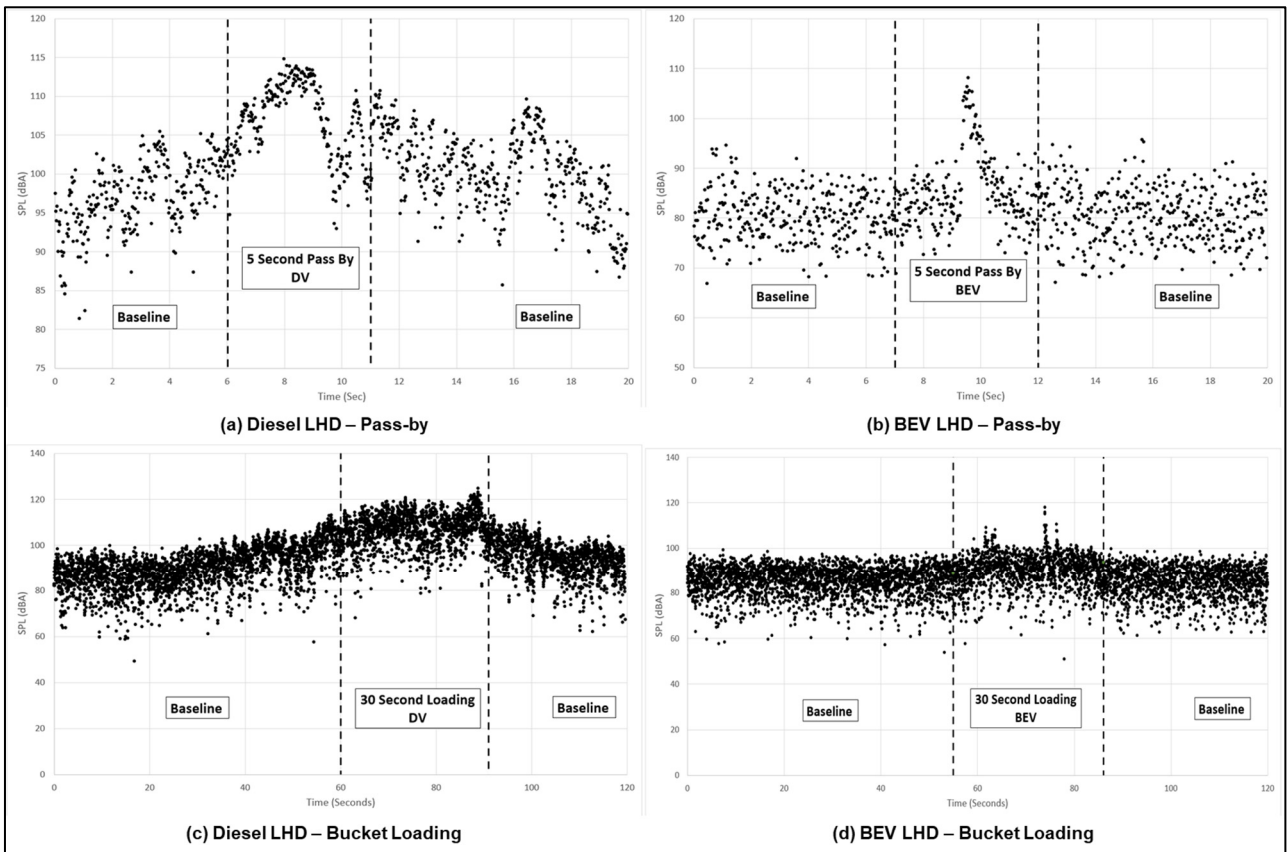 120
115
110
105
100
95
90
85
80
75
SPL (dBA)
0 2 4 6 8 10 12 14 16 18 20
Time (Sec)
Baseline
5 Second Pass By
DV
Baseline
(a) Diesel LHD – Pass-by
120
110
100
90
80
70
60
50
SPL (dBA)
0 2 4 6 8 10 12 14 16 18 20
Time (Sec)
Baseline
5 Second Pass By
BEV
Baseline
(b) BEV LHD – Pass-by
140
120
100
80
60
40
20
0
SPL (dBA)
0 20 40 60 80 100 120
Time (Seconds)
Baseline
30 Second Loading
DV
Baseline
(c) Diesel LHD – Bucket Loading
140
120
100
80
60
40
20
0
SPL (dBA)
0 20 40 60 80 100 120
Time (Seconds)
Baseline
30 Second Loading
BEV
Baseline
(d) BEV LHD – Bucket Loading